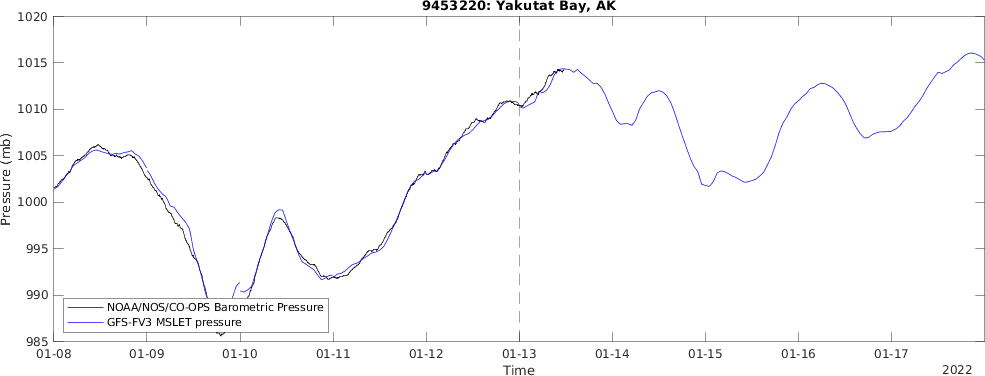 9453220: Yakutat Bay, AK
Pressure (mb)
1020
1015
1010
1005
1000
995
990
985
NOAA/NOS/CO-OPS Barometric Pressure
GFS-FV3 MSLET pressure
01-08 01-09 01-10 01-11 01-12 01-13 01-14 01-15 01-16 01-17
Time
2022